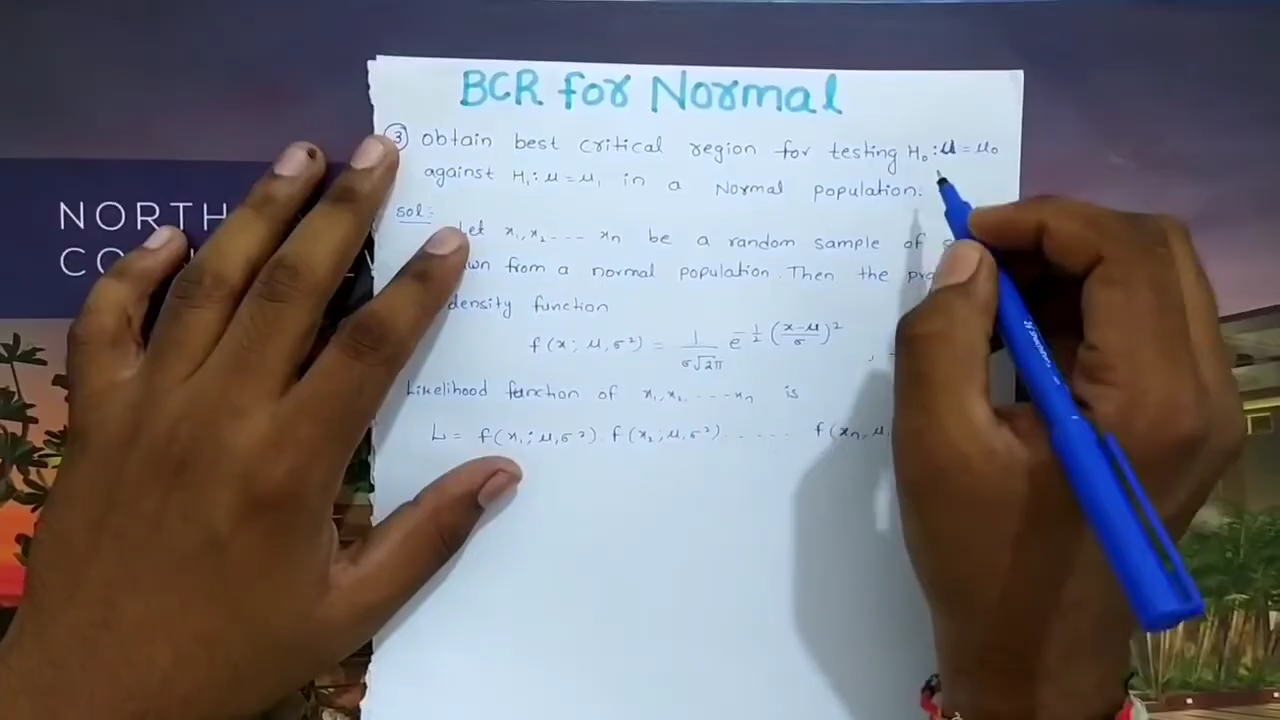 BCR for Normal
③ obtain best critical region for testing H₀ : μ = μ₀
against H₁ : μ = μ₁ in a Normal population.
sol:
Let x₁, x₂ ---- xn be a random sample of
from a normal population. Then the
density function
f(x; μ, σ²) = 1/(σ√2π) e^(-1/2 ((x-μ)/σ)²)
Likelihood function of x₁, x₂ ----- xn is
L = f(x₁; μ, σ²) f(x₂; μ, σ²) ...... f(xn, μ,
NORTH